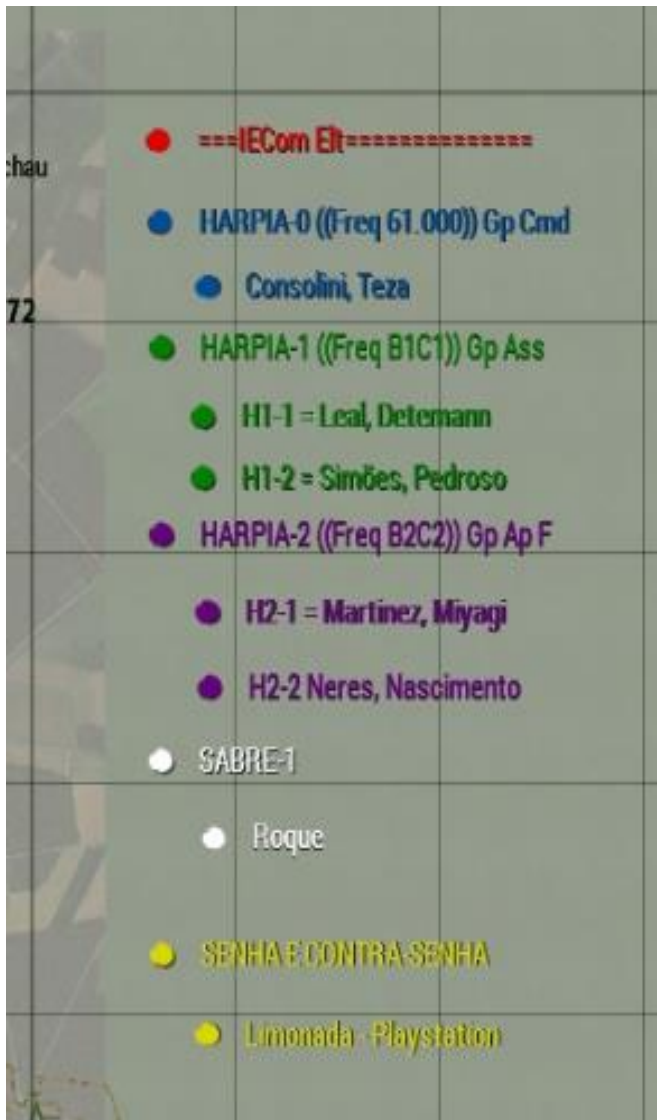 ===IECom Elt==============
chau
HARPIA-0 ((Freq 61.000)) Gp Cmd
Consolini, Teza
72
HARPIA-1 ((Freq B1C1)) Gp Ass
H1-1 = Leal, Detemann
H1-2 = Simões, Pedroso
HARPIA-2 ((Freq B2C2)) Gp Ap F
H2-1 = Martinez, Miyagi
H2-2 Neres, Nascimento
SABRE-1
Roque
SENHA E CONTRA-SENHA
Limonada - Playstation